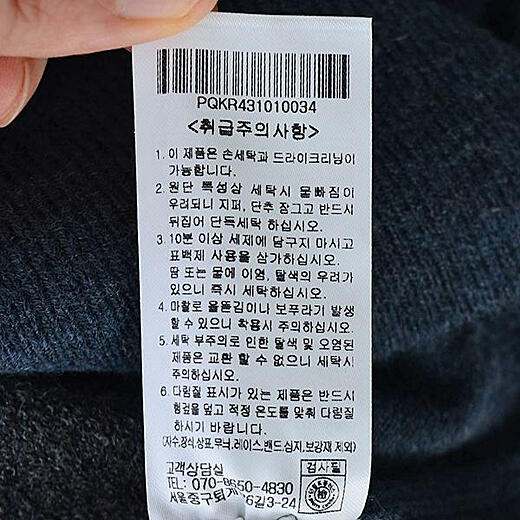 PQKR431010034
<취급주의사항>
1. 이 제품은 손세탁과 드라이크리닝이
가능합니다.
2. 원단 특성상 세탁시 물빠짐이
우려되니 지퍼, 단추 잠그고 반드시
뒤집어 단독세탁 하십시오.
3. 10분 이상 세제에 담구지 마시고
표백제 사용을 삼가하십시오.
땀 또는 물에 이염, 탈색의 우려가
있으니 즉시 세탁하십시오.
4. 마찰로 올뜯김이나 보푸라기 발생
할 수 있으니 착용시 주의하십시오.
5. 세탁 부주의로 인한 탈색 및 오염된
제품은 교환 할 수 없으니 세탁시
주의하십시오.
6. 다림질 표시가 있는 제품은 반드시
헝겊을 덮고 적정 온도를 맞춰 다림질
하시기 바랍니다.
(자수,장식,상표,무늬,레이스,밴드,심지,보강재 제외)
고객상담실
TEL: 070-8650-4830
서울중구퇴계 6길3-24
검사필